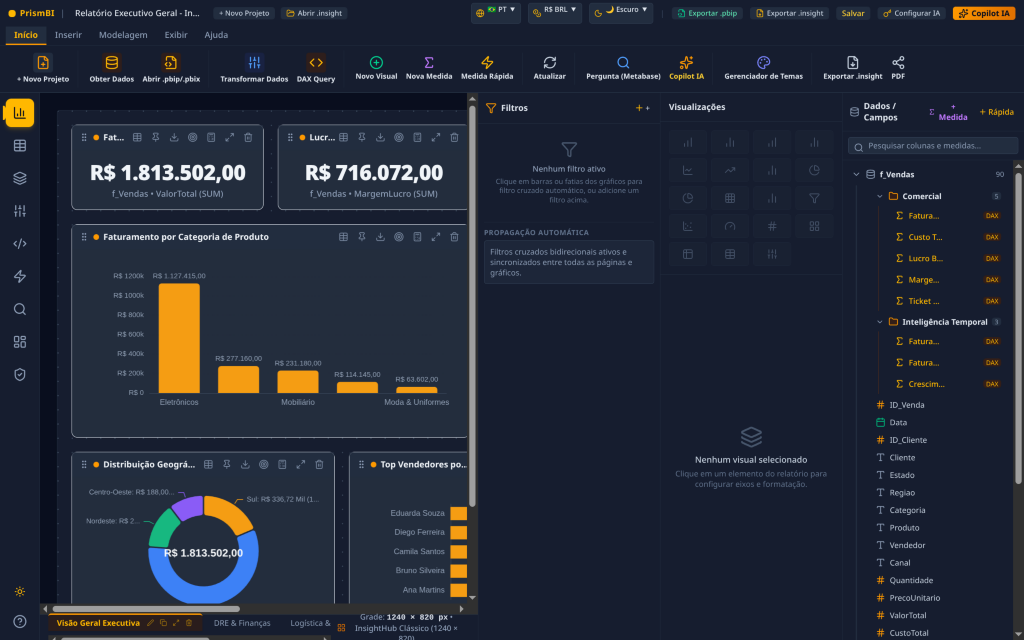 PrismBI
Relatório Executivo Geral - In...
+ Novo Projeto
Abrir .insight
PT ▼
R$ BRL ▼
Escuro ▼
Exportar .pbip
Exportar .insight
Salvar
Configurar IA
Copilot IA
Início
Inserir
Modelagem
Exibir
Ajuda
+ Novo Projeto
Obter Dados
Abrir .pbip/.pbix
Transformar Dados
DAX Query
Novo Visual
Nova Medida
Medida Rápida
Atualizar
Pergunta (Metabase)
Copilot IA
Gerenciador de Temas
Exportar .insight
PDF
Fat...
R$ 1.813.502,00
f_Vendas • ValorTotal (SUM)
Lucr...
R$ 716.072,00
f_Vendas • MargemLucro (SUM)
Faturamento por Categoria de Produto
R$ 1200k
R$ 1000k
R$ 800k
R$ 600k
R$ 400k
R$ 200k
R$ 0
R$ 1.127.415,00
R$ 277.160,00
R$ 231.180,00
R$ 114.145,00
R$ 63.602,00
Eletrônicos
Mobiliário
Moda & Uniformes
Distribuição Geográ...
Centro-Oeste: R$ 188,00...
Sul: R$ 336,72 Mil (1...
Nordeste: R$ 2...
R$ 1.813.502,00
Top Vendedores po...
Eduarda Souza
Diego Ferreira
Camila Santos
Bruno Silveira
Ana Martins
Visão Geral Executiva
DRE & Finanças
Logística &
Grade: 1240 × 820 px •
InsightHub Clássico (1240 ×
820)
Filtros
+ +
Nenhum filtro ativo
Clique em barras ou fatias dos gráficos para
filtro cruzado automático, ou adicione um
filtro acima.
PROPAGAÇÃO AUTOMÁTICA
Filtros cruzados bidirecionais ativos e
sincronizados entre todas as páginas e
gráficos.
Visualizações
Nenhum visual selecionado
Clique em um elemento do relatório para
configurar eixos e formatação.
Dados /
Campos
+
Medida
+ Rápida
Pesquisar colunas e medidas...
f_Vendas 90
Comercial 5
Fatura... DAX
Custo T... DAX
Lucro B... DAX
Marge... DAX
Ticket ... DAX
Inteligência Temporal 3
Fatura... DAX
Fatura... DAX
Crescim... DAX
ID_Venda
Data
ID_Cliente
Cliente
Estado
Regiao
Categoria
Produto
Vendedor
Canal
Quantidade
PrecoUnitario
ValorTotal
CustoTotal